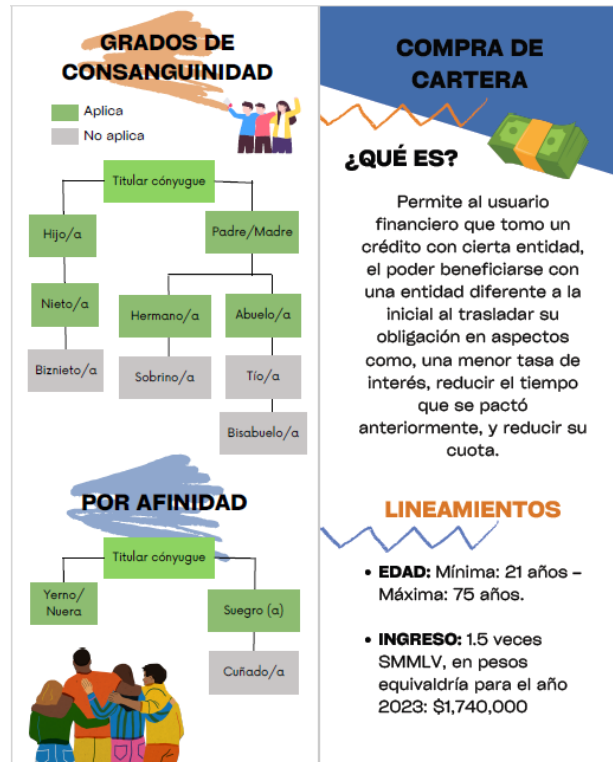 GRADOS DE
CONSANGUINIDAD
Aplica
No aplica
Titular cónyugue
Hijo/a
Padre/Madre
Nieto/a
Hermano/a
Abuelo/a
Biznieto/a
Sobrino/a
Tío/a
Bisabuelo/a
POR AFINIDAD
Titular cónyugue
Yerno/
Nuera
Suegro (a)
Cuñado/a
COMPRA DE
CARTERA
¿QUÉ ES?
Permite al usuario
financiero que tomo un
crédito con cierta entidad,
el poder beneficiarse con
una entidad diferente a la
inicial al trasladar su
obligación en aspectos
como, una menor tasa de
interés, reducir el tiempo
que se pactó
anteriormente, y reducir su
cuota.
LINEAMIENTOS
• EDAD: Mínima: 21 años –
Máxima: 75 años.
• INGRESO: 1.5 veces
SMMLV, en pesos
equivaldría para el año
2023: $1,740,000